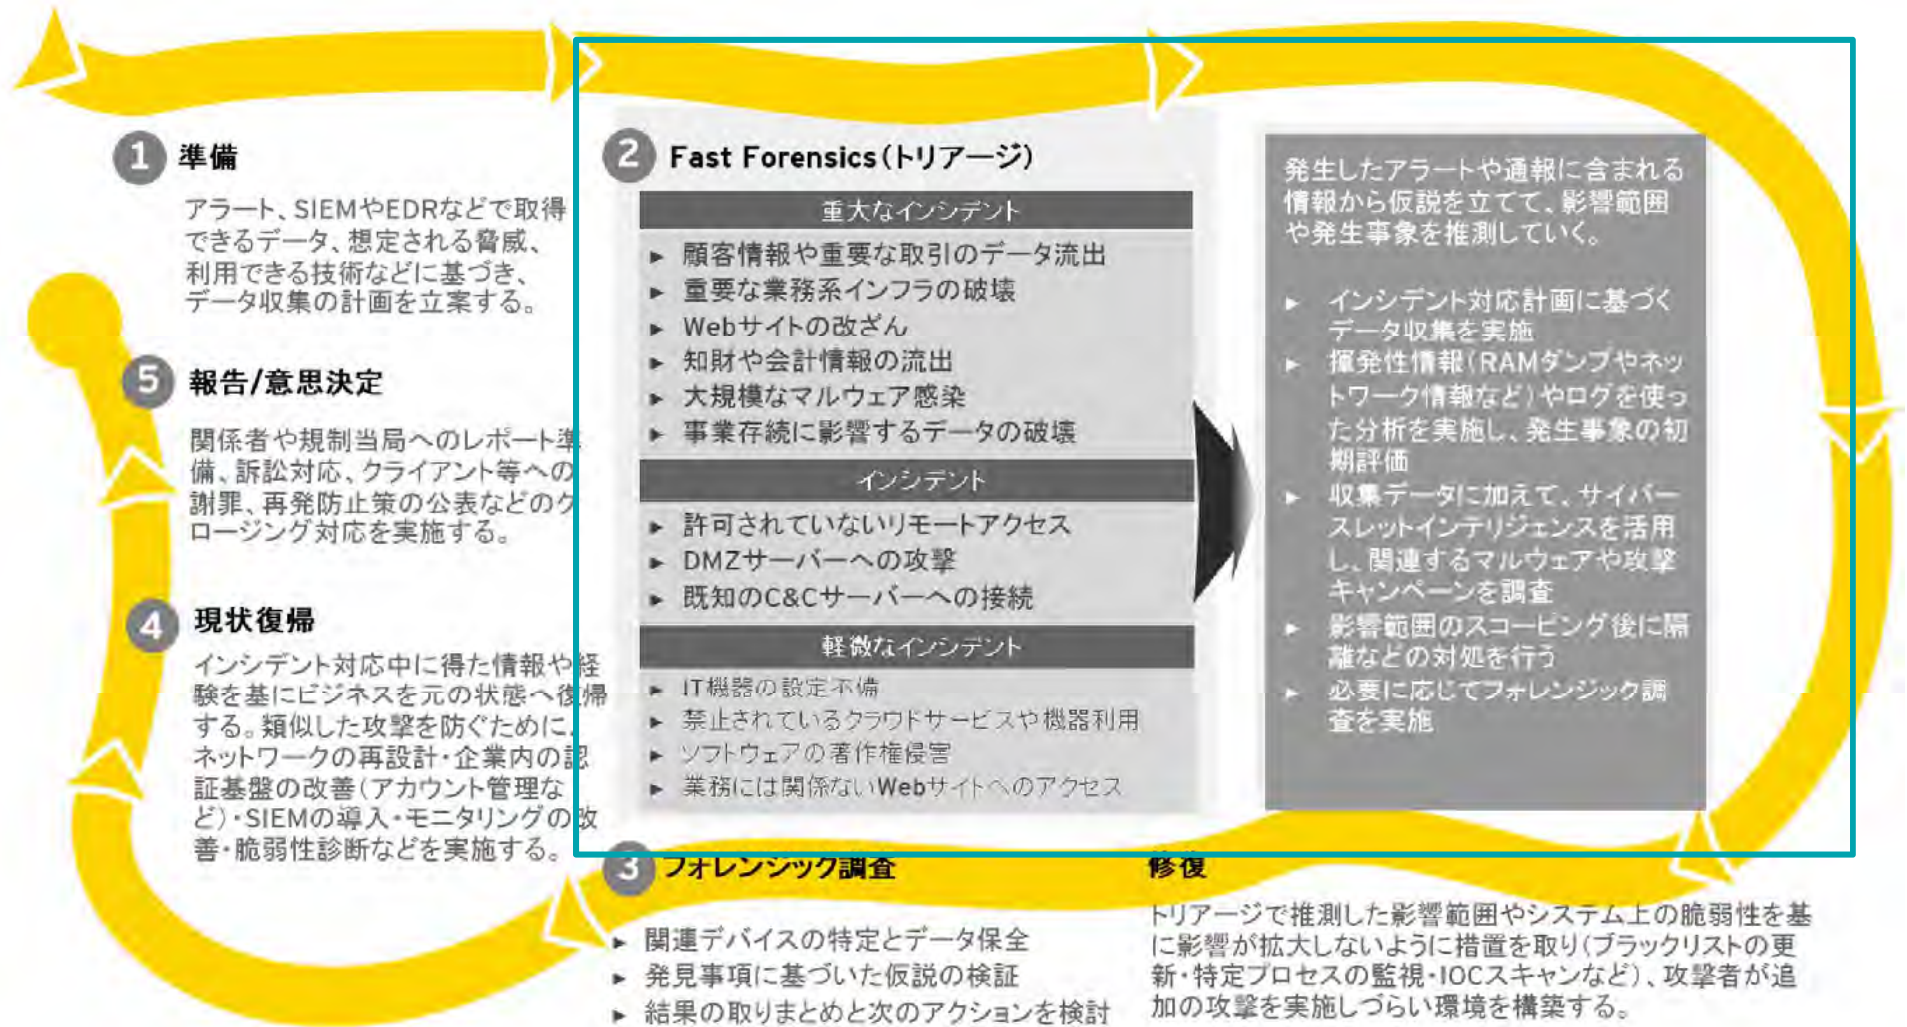 1 準備
アラート、SIEMやEDRなどで取得
できるデータ、想定される脅威、
利用できる技術などに基づき、
データ収集の計画を立案する。
2 Fast Forensics(トリアージ)
重大なインシデント
► 顧客情報や重要な取引のデータ流出
► 重要な業務系インフラの破壊
► Webサイトの改ざん
► 知財や会計情報の流出
► 大規模なマルウェア感染
► 事業存続に影響するデータの破壊
インシデント
► 許可されていないリモートアクセス
► DMZサーバーへの攻撃
► 既知のC&Cサーバーへの接続
軽微なインシデント
► IT機器の設定不備
► 禁止されているクラウドサービスや機器利用
► ソフトウェアの著作権侵害
► 業務には関係ないWebサイトへのアクセス
発生したアラートや通報に含まれる
情報から仮説を立てて、影響範囲
や発生事象を推測していく。
► インシデント対応計画に基づく
データ収集を実施
► 揮発性情報(RAMダンプやネッ
トワーク情報など)やログを使っ
た分析を実施し、発生事象の初
期評価
► 収集データに加えて、サイバー
スレットインテリジェンスを活用
し、関連するマルウェアや攻撃
キャンペーンを調査
► 影響範囲のスコーピング後に隔
離などの対処を行う
► 必要に応じてフォレンジック調
査を実施
3 フォレンジック調査
► 関連デバイスの特定とデータ保全
► 発見事項に基づいた仮説の検証
► 結果の取りまとめと次のアクションを検討
修復
トリアージで推測した影響範囲やシステム上の脆弱性を基
に影響が拡大しないように措置を取り(ブラックリストの更
新・特定プロセスの監視・IOCスキャンなど)、攻撃者が追
加の攻撃を実施しづらい環境を構築する。
4 現状復帰
インシデント対応中に得た情報や経
験を基にビジネスを元の状態へ復帰
する。類似した攻撃を防ぐために、
ネットワークの再設計・企業内の認
証基盤の改善(アカウント管理な
ど)・SIEMの導入・モニタリングの改
善・脆弱性診断などを実施する。
5 報告/意思決定
関係者や規制当局へのレポート準
備、訴訟対応、クライアント等への
謝罪、再発防止策の公表などのク
ロージング対応を実施する。